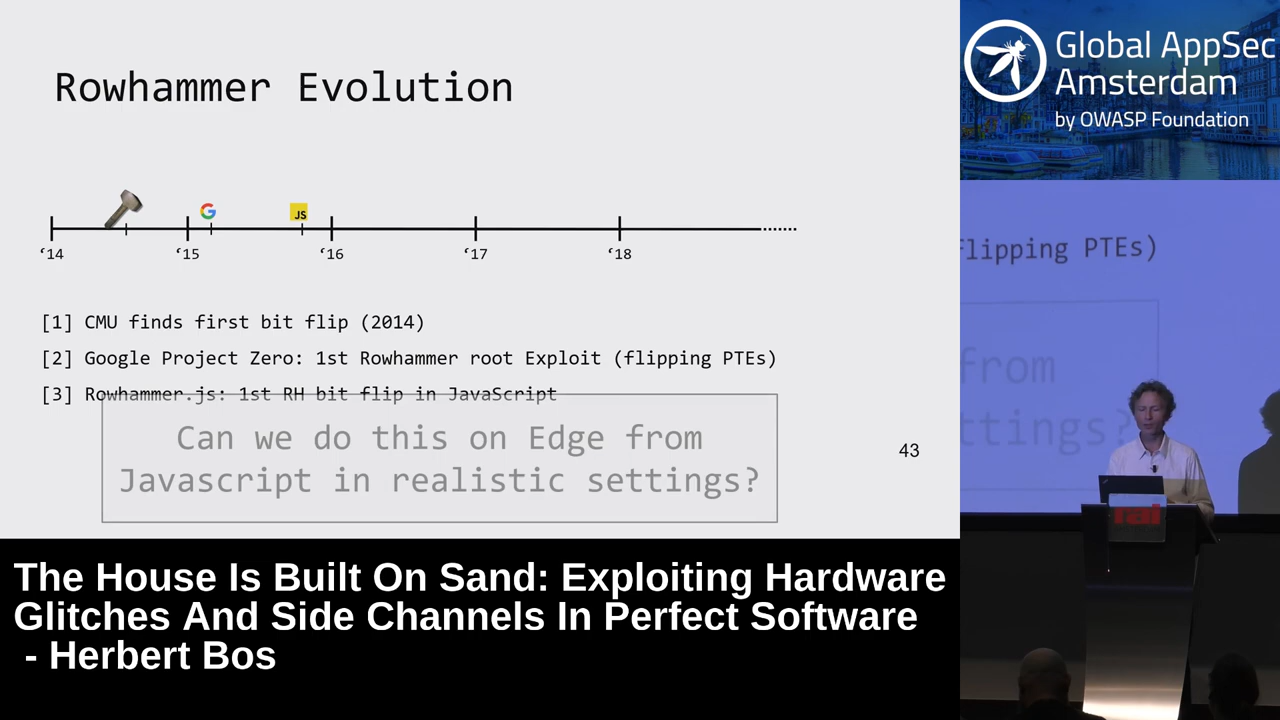 Rowhammer Evolution
JS
‘14
‘15
‘16
‘17
‘18
[1] CMU finds first bit flip (2014)
[2] Google Project Zero: 1st Rowhammer root Exploit (flipping PTEs)
[3] Rowhammer.js: 1st RH bit flip in JavaScript
Can we do this on Edge from
Javascript in realistic settings?
43
The House Is Built On Sand: Exploiting Hardware
Glitches And Side Channels In Perfect Software
- Herbert Bos
Global AppSec
Amsterdam
by OWASP Foundation
flipping PTEs)
from
ttings?
rai